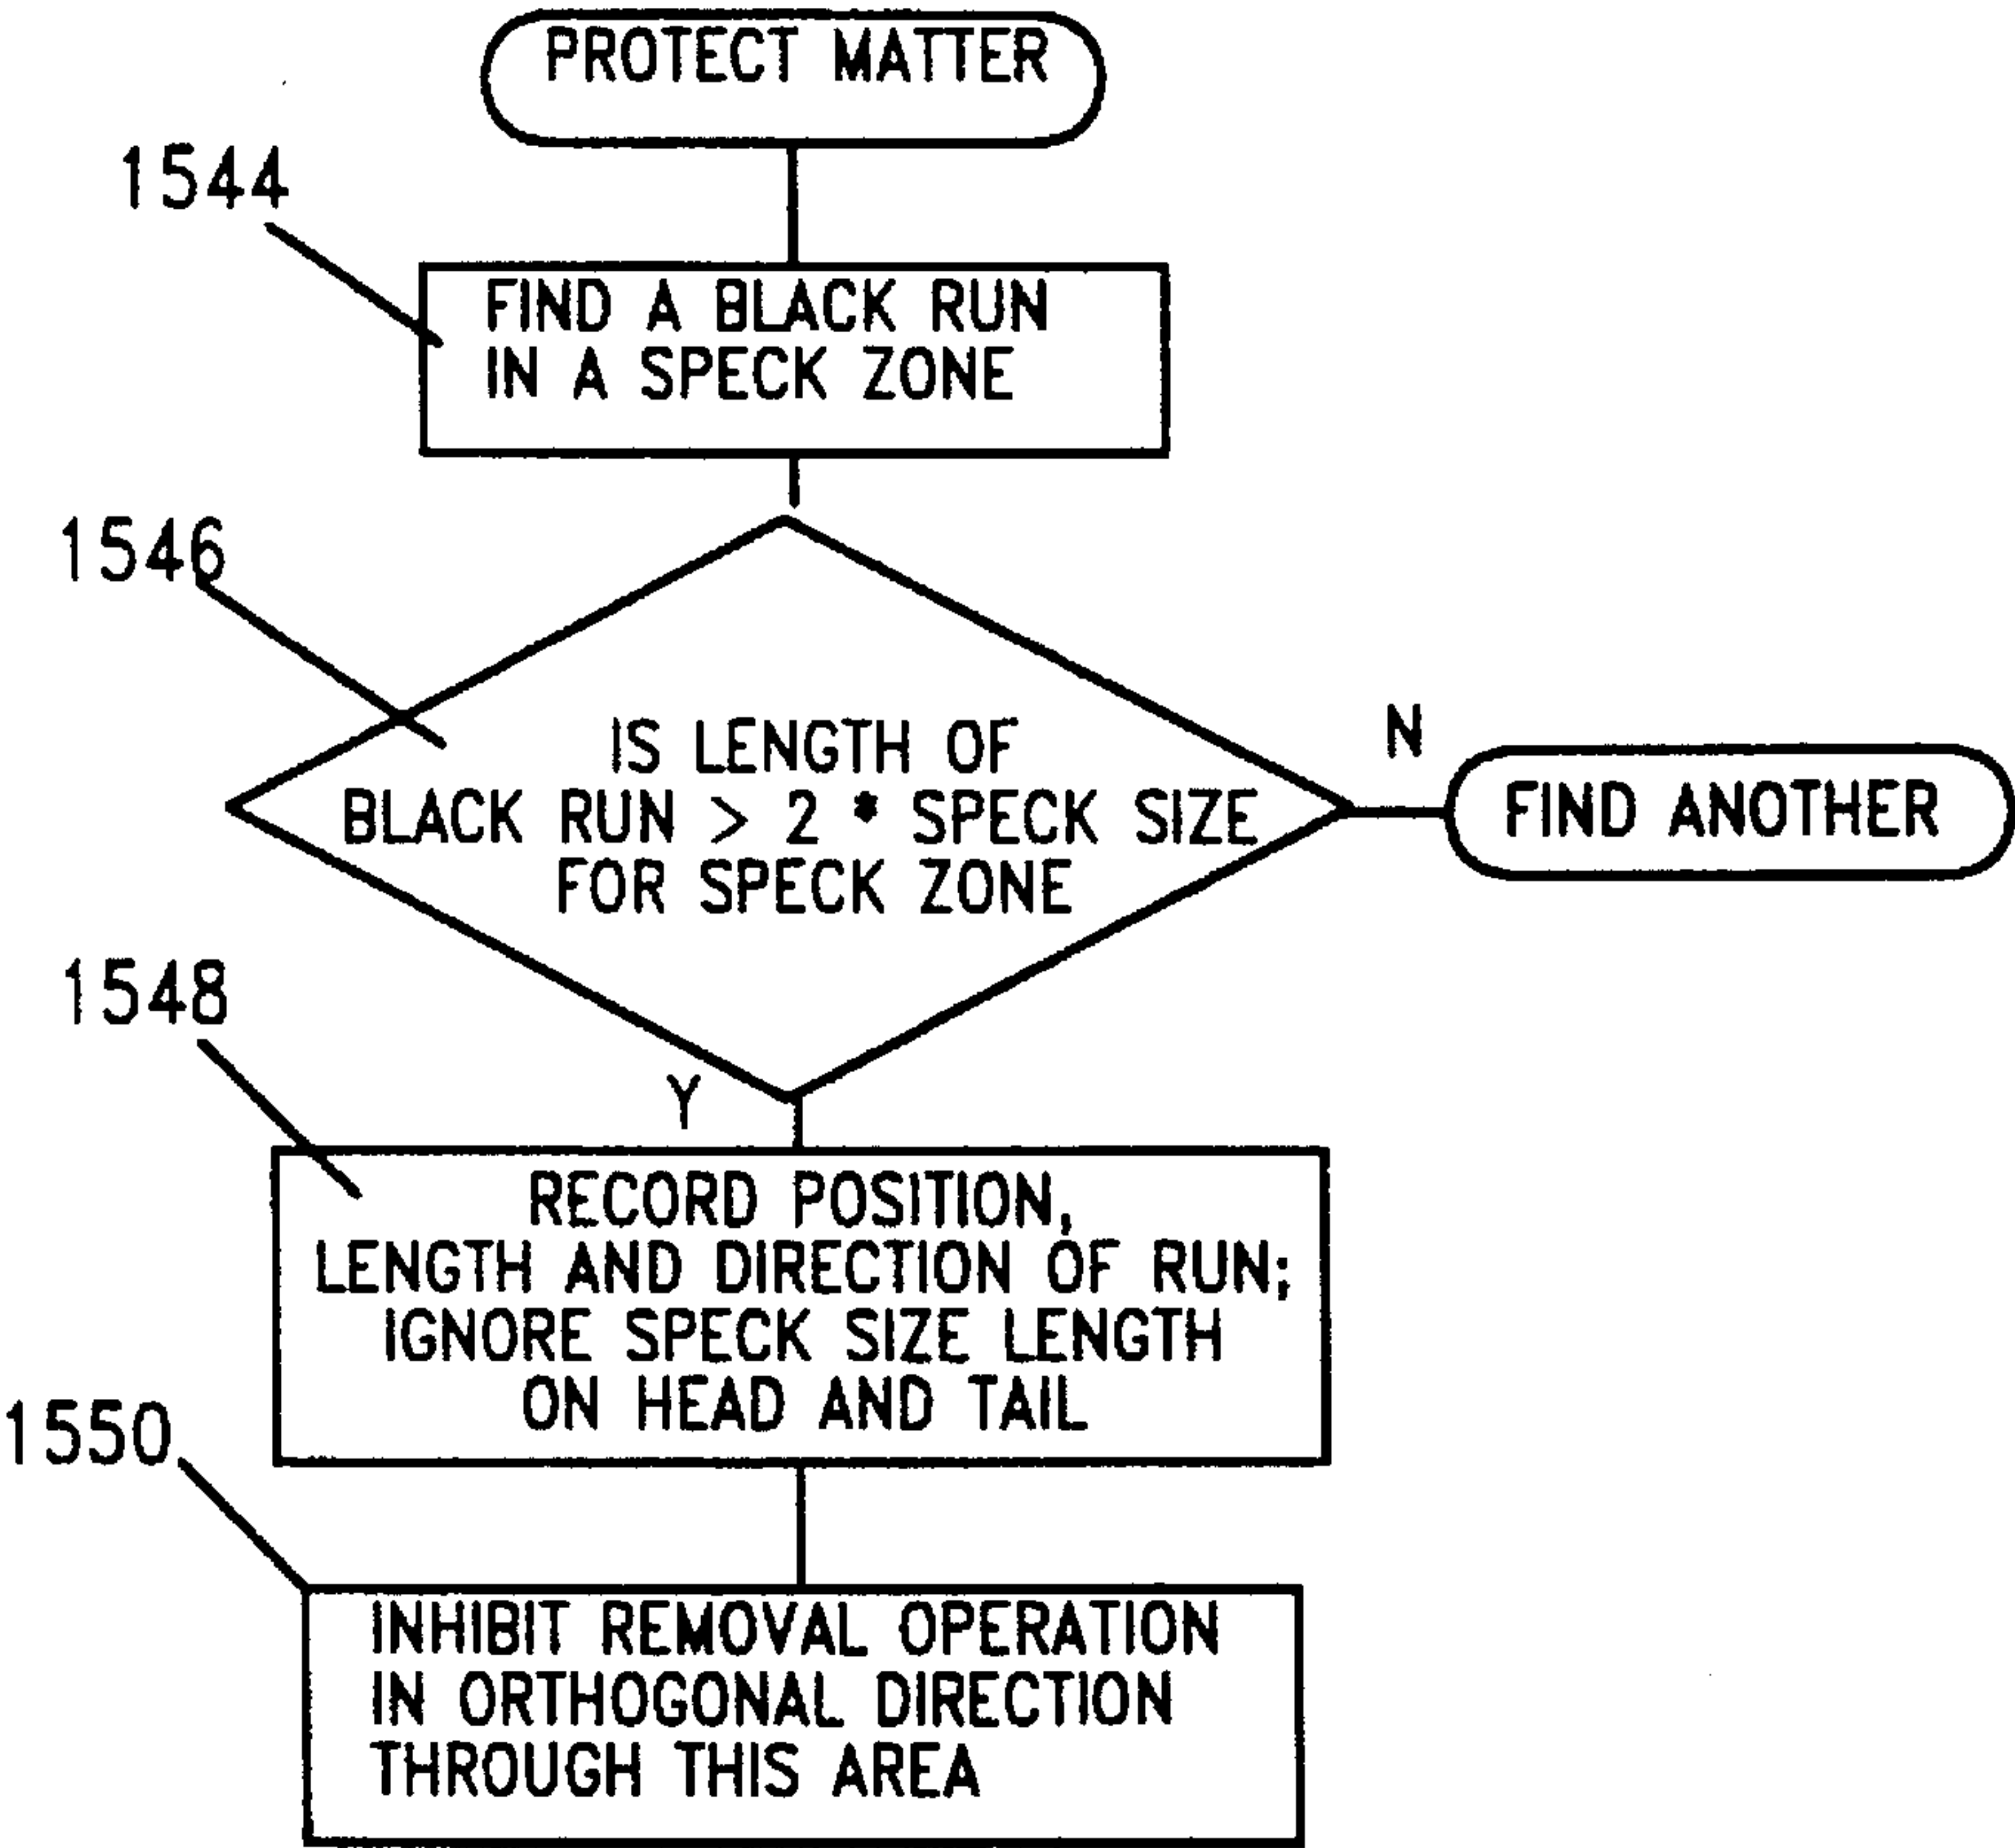 PROTECT MATTER
1544
FIND A BLACK RUN
IN A SPECK ZONE
1546
IS LENGTH OF
BLACK RUN > 2 * SPECK SIZE
FOR SPECK ZONE
N
FIND ANOTHER
1548
Y
RECORD POSITION,
LENGTH AND DIRECTION OF RUN;
IGNORE SPECK SIZE LENGTH
ON HEAD AND TAIL
1550
INHIBIT REMOVAL OPERATION
IN ORTHOGONAL DIRECTION
THROUGH THIS AREA